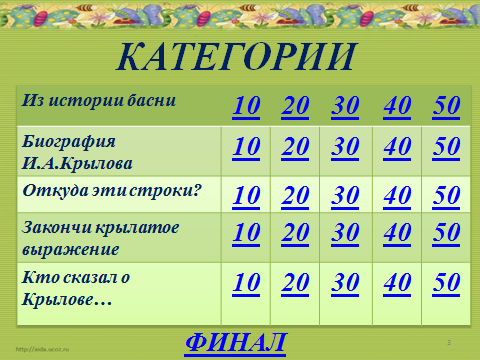 КАТЕГОРИИ
Из истории басни 10 20 30 40 50
Биография
И.А.Крылова 10 20 30 40 50
Откуда эти строки? 10 20 30 40 50
Закончи крылатое
выражение 10 20 30 40 50
Кто сказал о
Крылове… 10 20 30 40 50
ФИНАЛ
http://aida.ucoz.ru